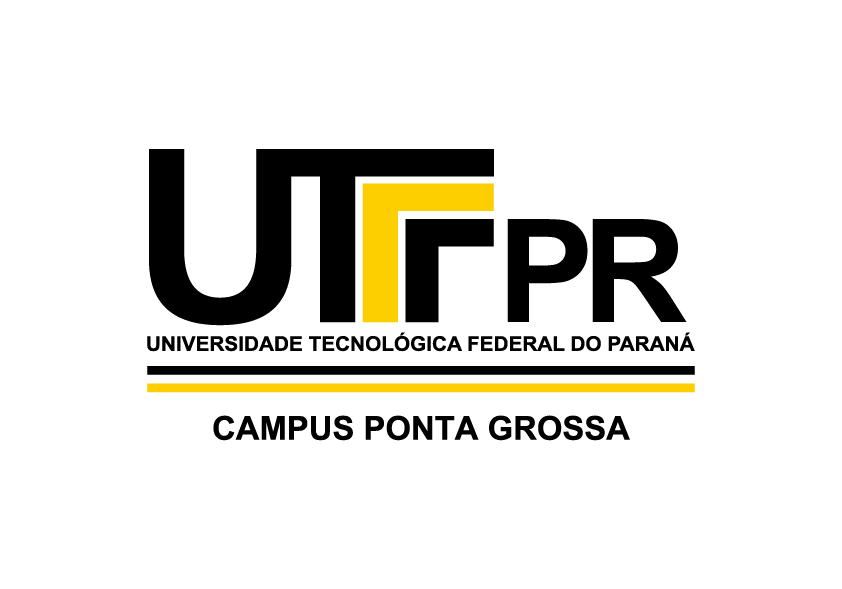 UTFPR
UNIVERSIDADE TECNOLÓGICA FEDERAL DO PARANÁ
CAMPUS PONTA GROSSA